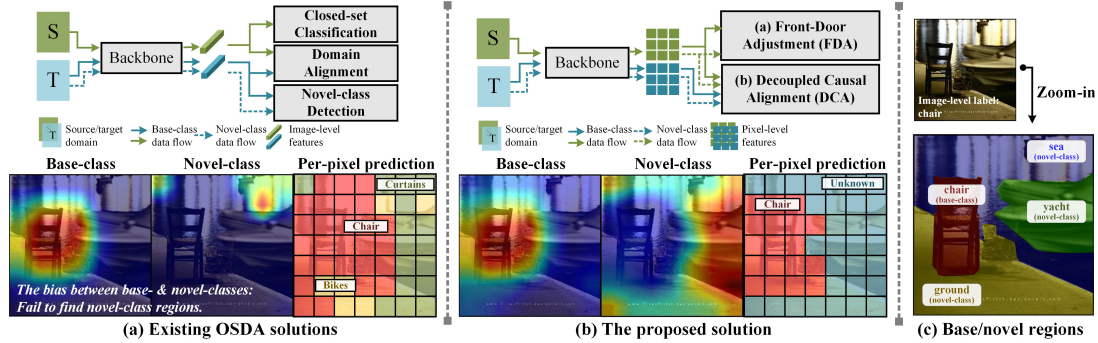 S
T
Backbone
Closed-set
Classification
Domain
Alignment
Novel-class
Detection
S
T
Source/target
domain
Base-class
data flow
Novel-class
data flow
Image-level
features
Base-class
Novel-class
Per-pixel prediction
Curtains
Chair
Bikes
The bias between base- & novel-classes:
Fail to find novel-class regions.
(a) Existing OSDA solutions
S
T
Backbone
(a) Front-Door
Adjustment (FDA)
(b) Decoupled Causal
Alignment (DCA)
S
T
Source/target
domain
Base-class
data flow
Novel-class
data flow
Pixel-level
features
Base-class
Novel-class
Per-pixel prediction
Unknown
Chair
(b) The proposed solution
Image-level label:
chair
Zoom-in
sea
(novel-class)
chair
(base-class)
yacht
(novel-class)
ground
(novel-class)
(c) Base/novel regions